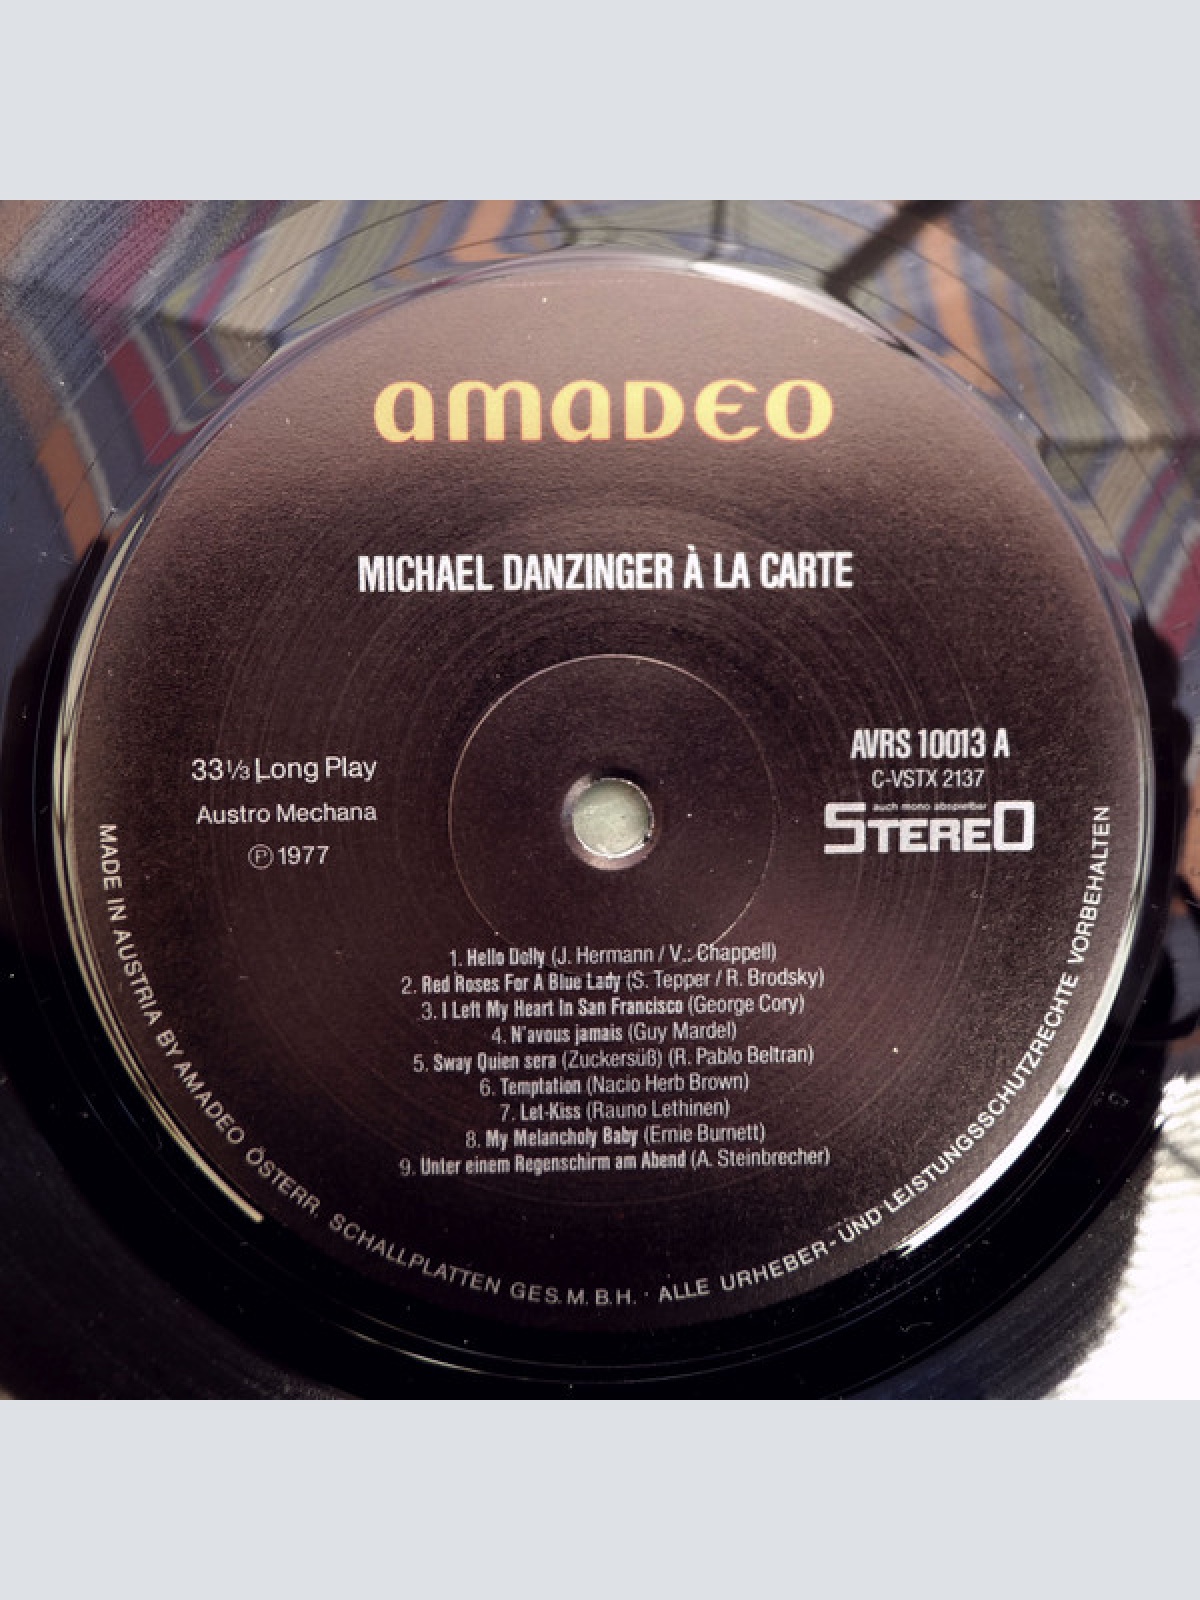 amadeo
MICHAEL DANZINGER À LA CARTE
33⅓ Long Play
Austro Mechana
Ⓟ 1977
AVRS 10013 A
C-VSTX 2137
auch mono abspielbar
STEREO
1. Hello Dolly (J. Hermann / V.: Chappell)
2. Red Roses For A Blue Lady (S. Tepper / R. Brodsky)
3. I Left My Heart In San Francisco (George Cory)
4. N'avous jamais (Guy Mardel)
5. Sway Quien sera (Zuckersüß) (R. Pablo Beltran)
6. Temptation (Nacio Herb Brown)
7. Let-Kiss (Rauno Lethinen)
8. My Melancholy Baby (Ernie Burnett)
9. Unter einem Regenschirm am Abend (A. Steinbrecher)
MADE IN AUSTRIA BY AMADEO ÖSTERR. SCHALLPLATTEN GES. M. B. H. · ALLE URHEBER- UND LEISTUNGSSCHUTZRECHTE VORBEHALTEN